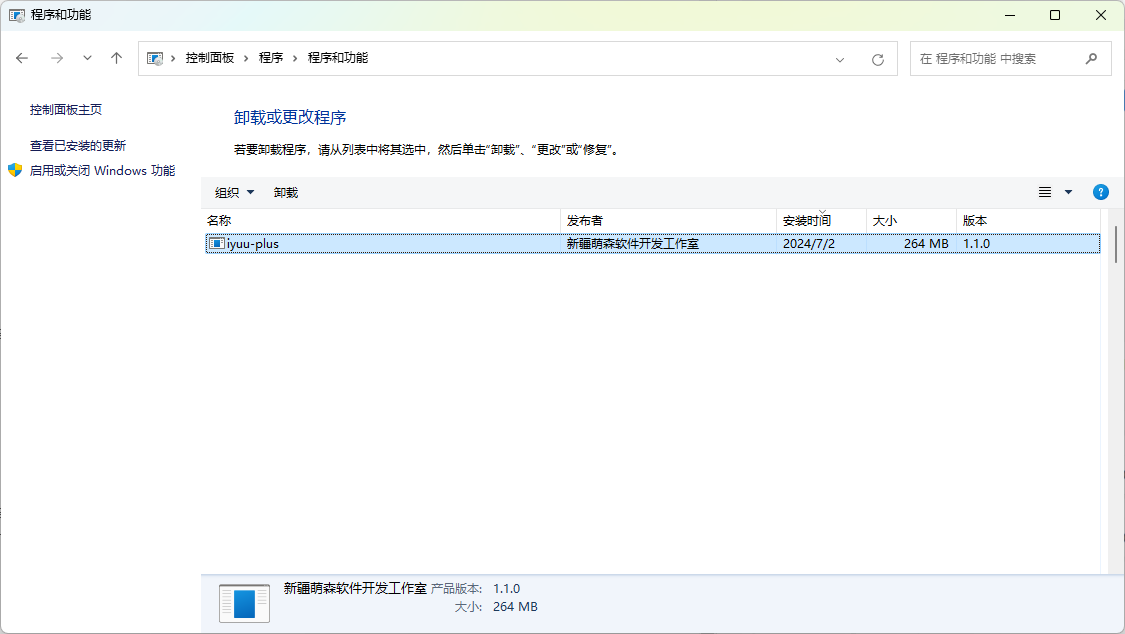 程序和功能
控制面板 程序 程序和功能
在 程序和功能 中搜索
控制面板主页
查看已安装的更新
启用或关闭 Windows 功能
卸载或更改程序
若要卸载程序，请从列表中将其选中，然后单击“卸载”、“更改”或“修复”。
组织 卸载
名称 发布者 安装时间 大小 版本
iyuu-plus 新疆萌森软件开发工作室 2024/7/2 264 MB 1.1.0
新疆萌森软件开发工作室 产品版本: 1.1.0
大小: 264 MB